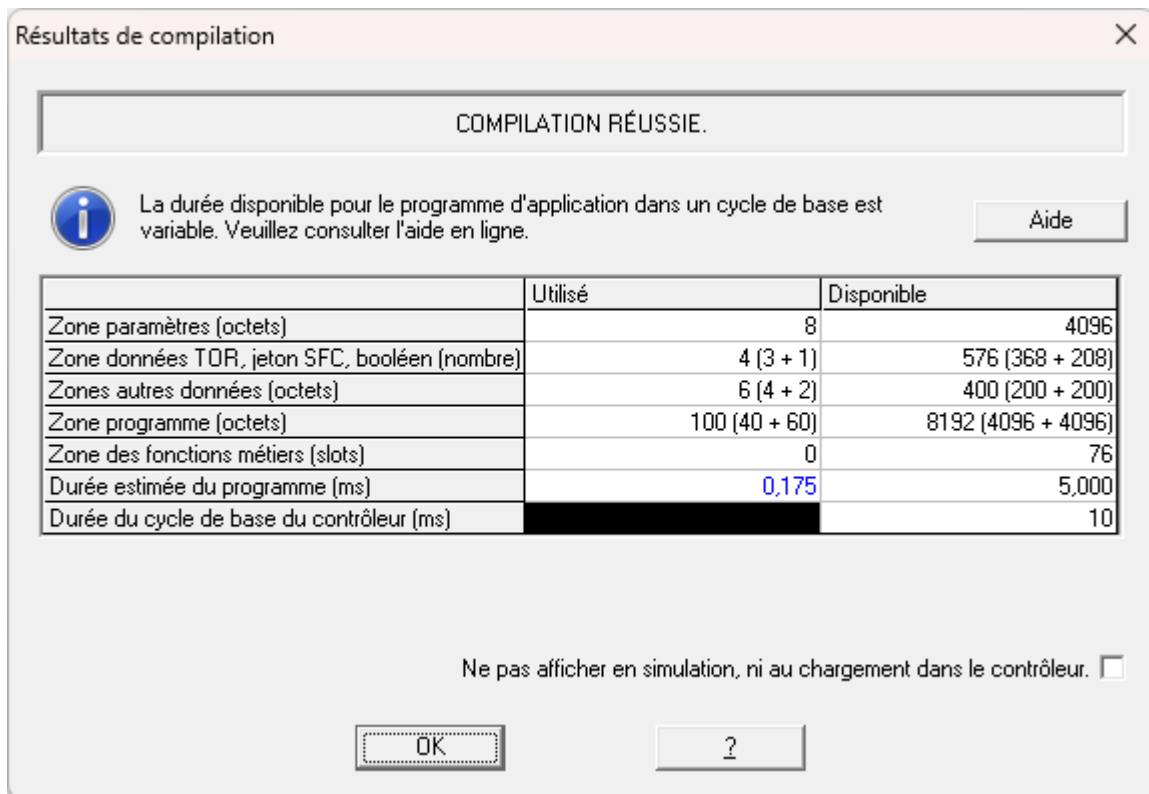 Résultats de compilation
COMPILATION RÉUSSIE.
La durée disponible pour le programme d'application dans un cycle de base est
variable. Veuillez consulter l'aide en ligne.
Aide
Utilisé Disponible
Zone paramètres (octets) 8 4096
Zone données TOR, jeton SFC, booléen (nombre) 4 (3 + 1) 576 (368 + 208)
Zones autres données (octets) 6 (4 + 2) 400 (200 + 200)
Zone programme (octets) 100 (40 + 60) 8192 (4096 + 4096)
Zone des fonctions métiers (slots) 0 76
Durée estimée du programme (ms) 0,175 5,000
Durée du cycle de base du contrôleur (ms) 10
Ne pas afficher en simulation, ni au chargement dans le contrôleur.
OK ?